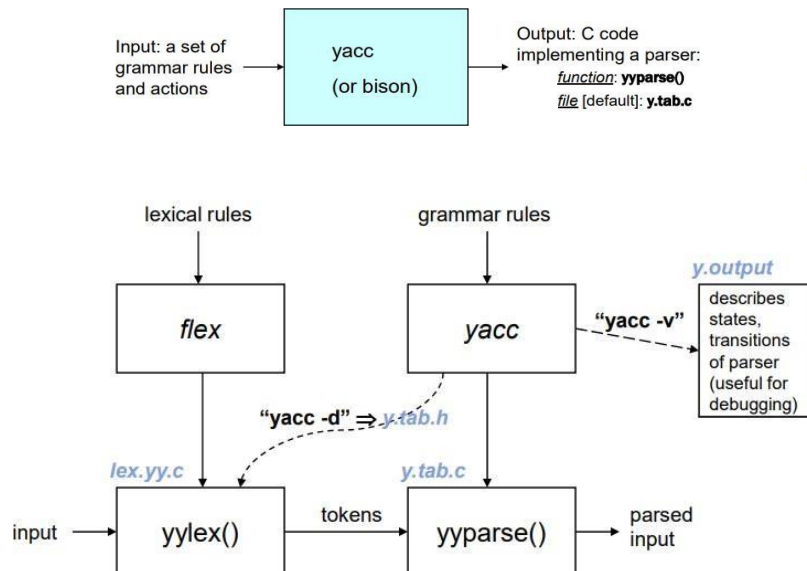 Input: a set of
grammar rules
and actions
yacc
(or bison)
Output: C code
implementing a parser:
function: yyparse()
file [default]: y.tab.c
lexical rules
grammar rules
y.output
flex
yacc
"yacc -v"
describes
states,
transitions
of parser
(useful for
debugging)
"yacc -d" ⇒ y.tab.h
lex.yy.c
y.tab.c
input
yylex()
tokens
yyparse()
parsed
input